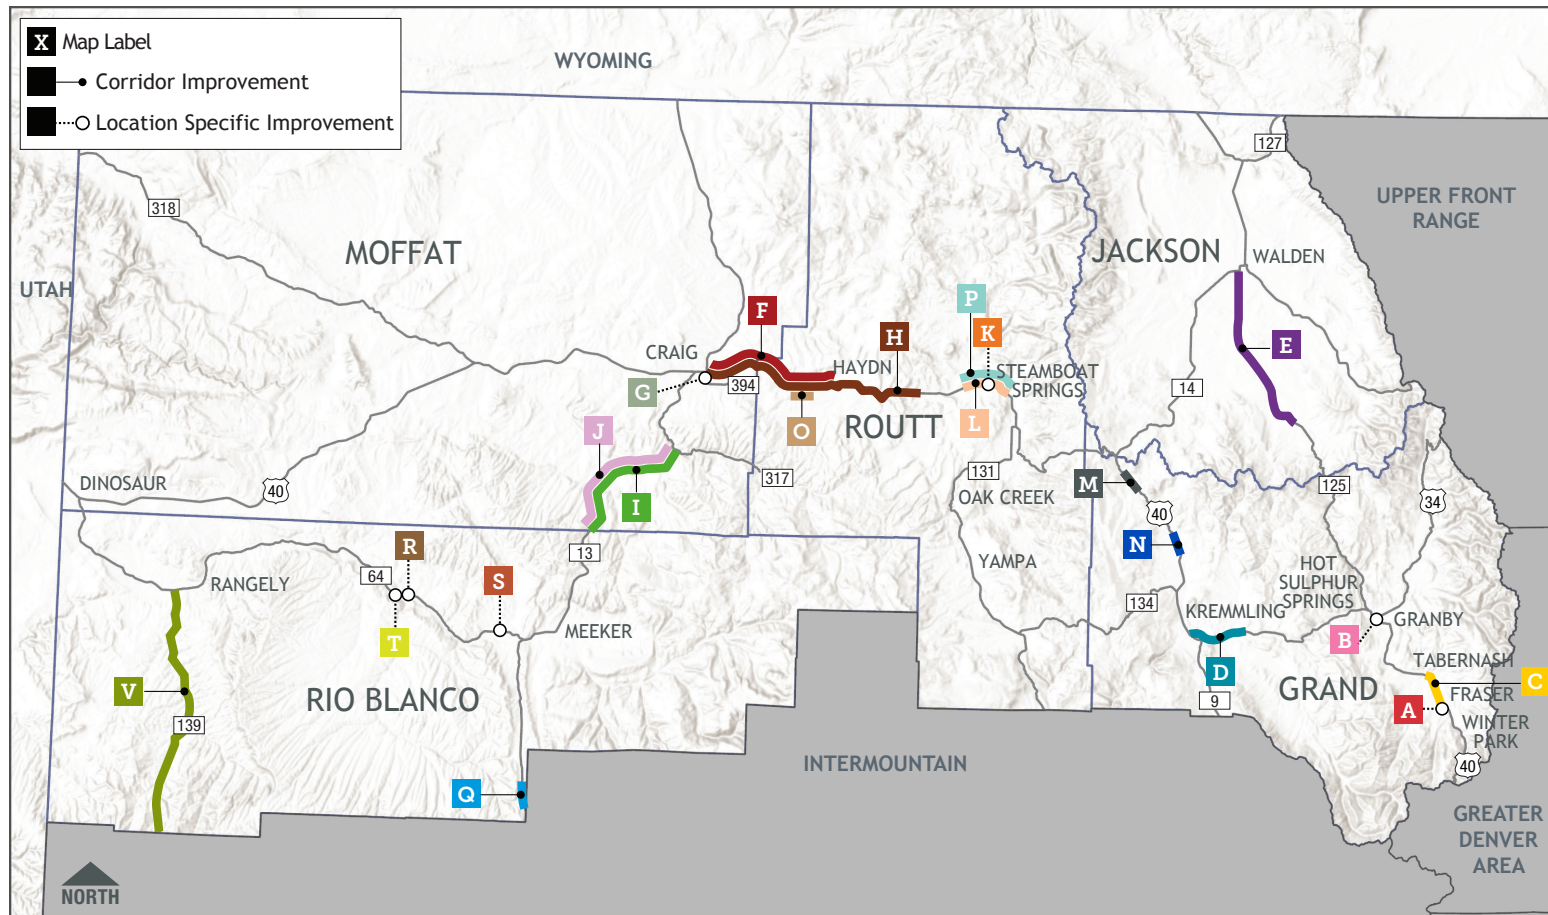 X Map Label
Corridor Improvement
Location Specific Improvement
WYOMING
127
318
UPPER FRONT
RANGE
MOFFAT
JACKSON
WALDEN
UTAH
P
F
K
H
E
CRAIG
HAYDN
STEAMBOAT
SPRINGS
G
394
14
O
ROUTT
L
J
131
317
DINOSAUR
40
I
M
OAK CREEK
125
34
40
N
R
13
S
64
RANGELY
YAMPA
HOT
SULPHUR
SPRINGS
134
KREMMLING
T
MEEKER
B
GRANBY
V
RIO BLANCO
D
GRAND
TABERNASH
C
FRASER
9
A
139
WINTER
PARK
INTERMOUNTAIN
40
Q
GREATER
DENVER
AREA
NORTH